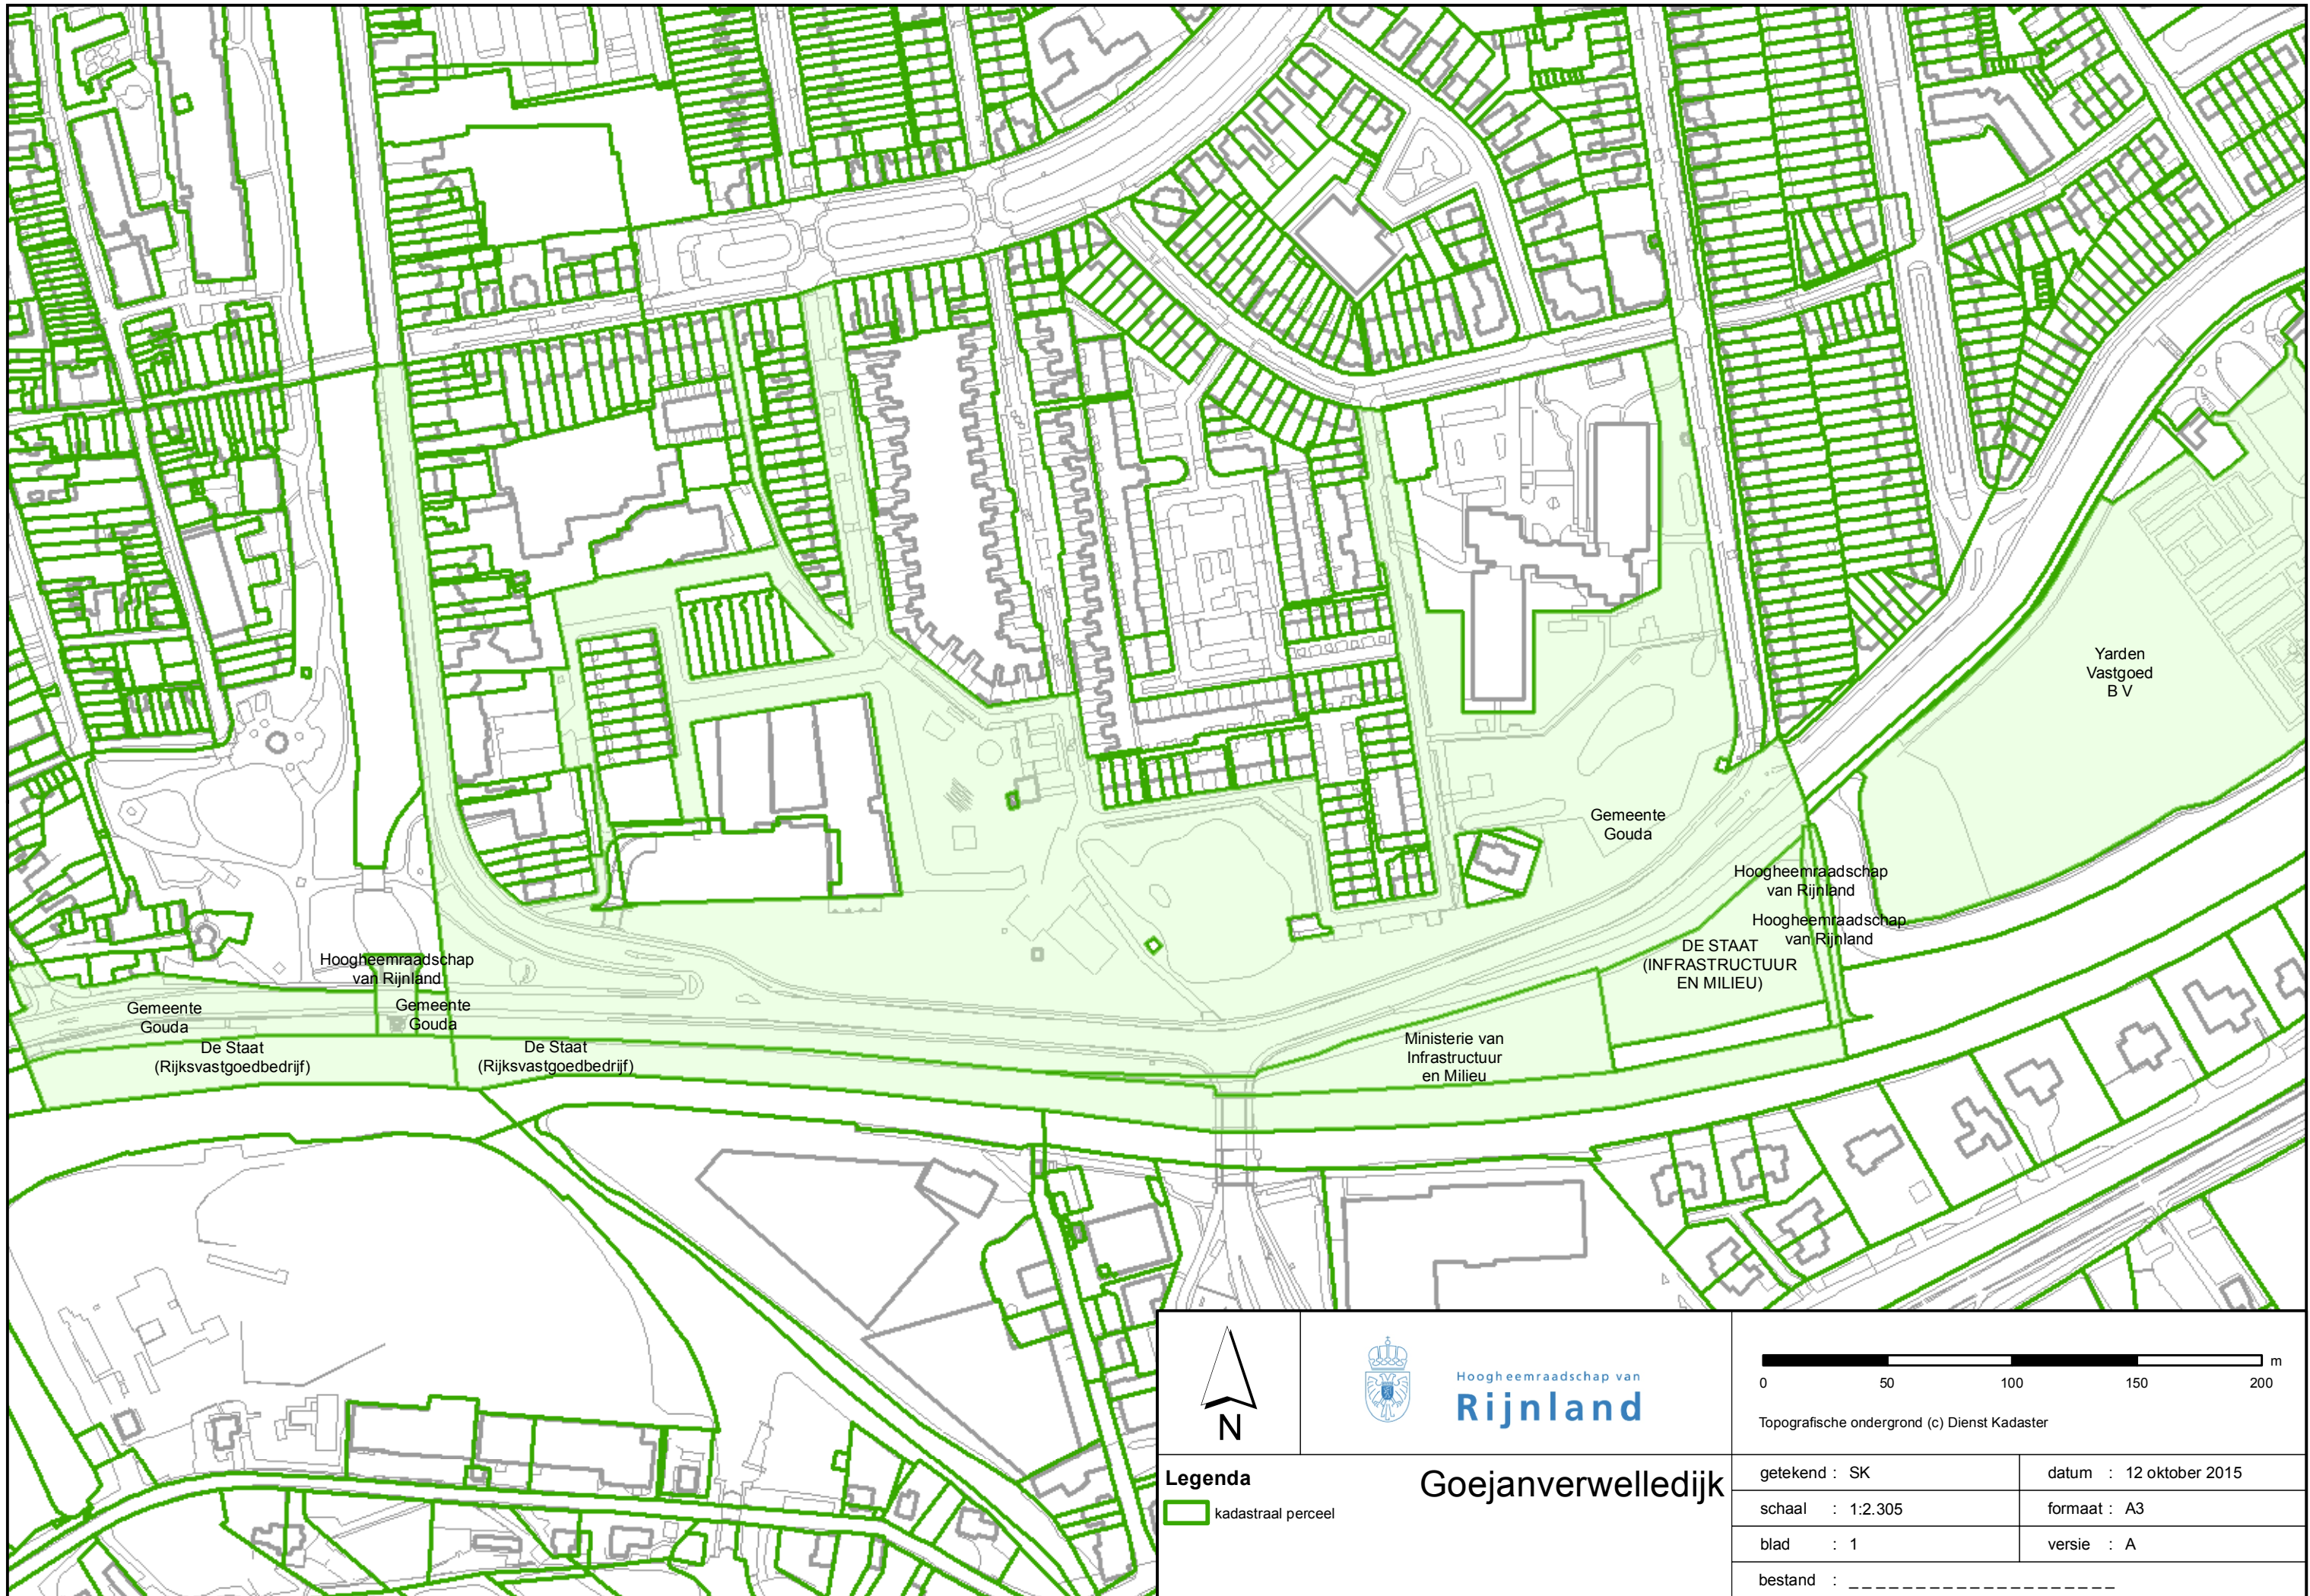 Yarden
Vastgoed
B V
Gemeente
Gouda
Hoogheemraadschap
van Rijnland
Hoogheemraadschap
van Rijnland
DE STAAT
(INFRASTRUCTUUR
EN MILIEU)
Hoogheemraadschap
van Rijnland
Gemeente
Gouda
Gemeente
Gouda
De Staat
(Rijksvastgoedbedrijf)
De Staat
(Rijksvastgoedbedrijf)
Ministerie van
Infrastructuur
en Milieu
N
Hoogheemraadschap van
Rijnland
m
0 50 100 150 200
Topografische ondergrond (c) Dienst Kadaster
Legenda
kadastraal perceel
Goejanverwelledijk
getekend : SK
datum : 12 oktober 2015
schaal : 1:2.305
formaat : A3
blad : 1
versie : A
bestand : _ _ _ _ _ _ _ _ _ _ _ _ _ _ _ _ _ _ _ _